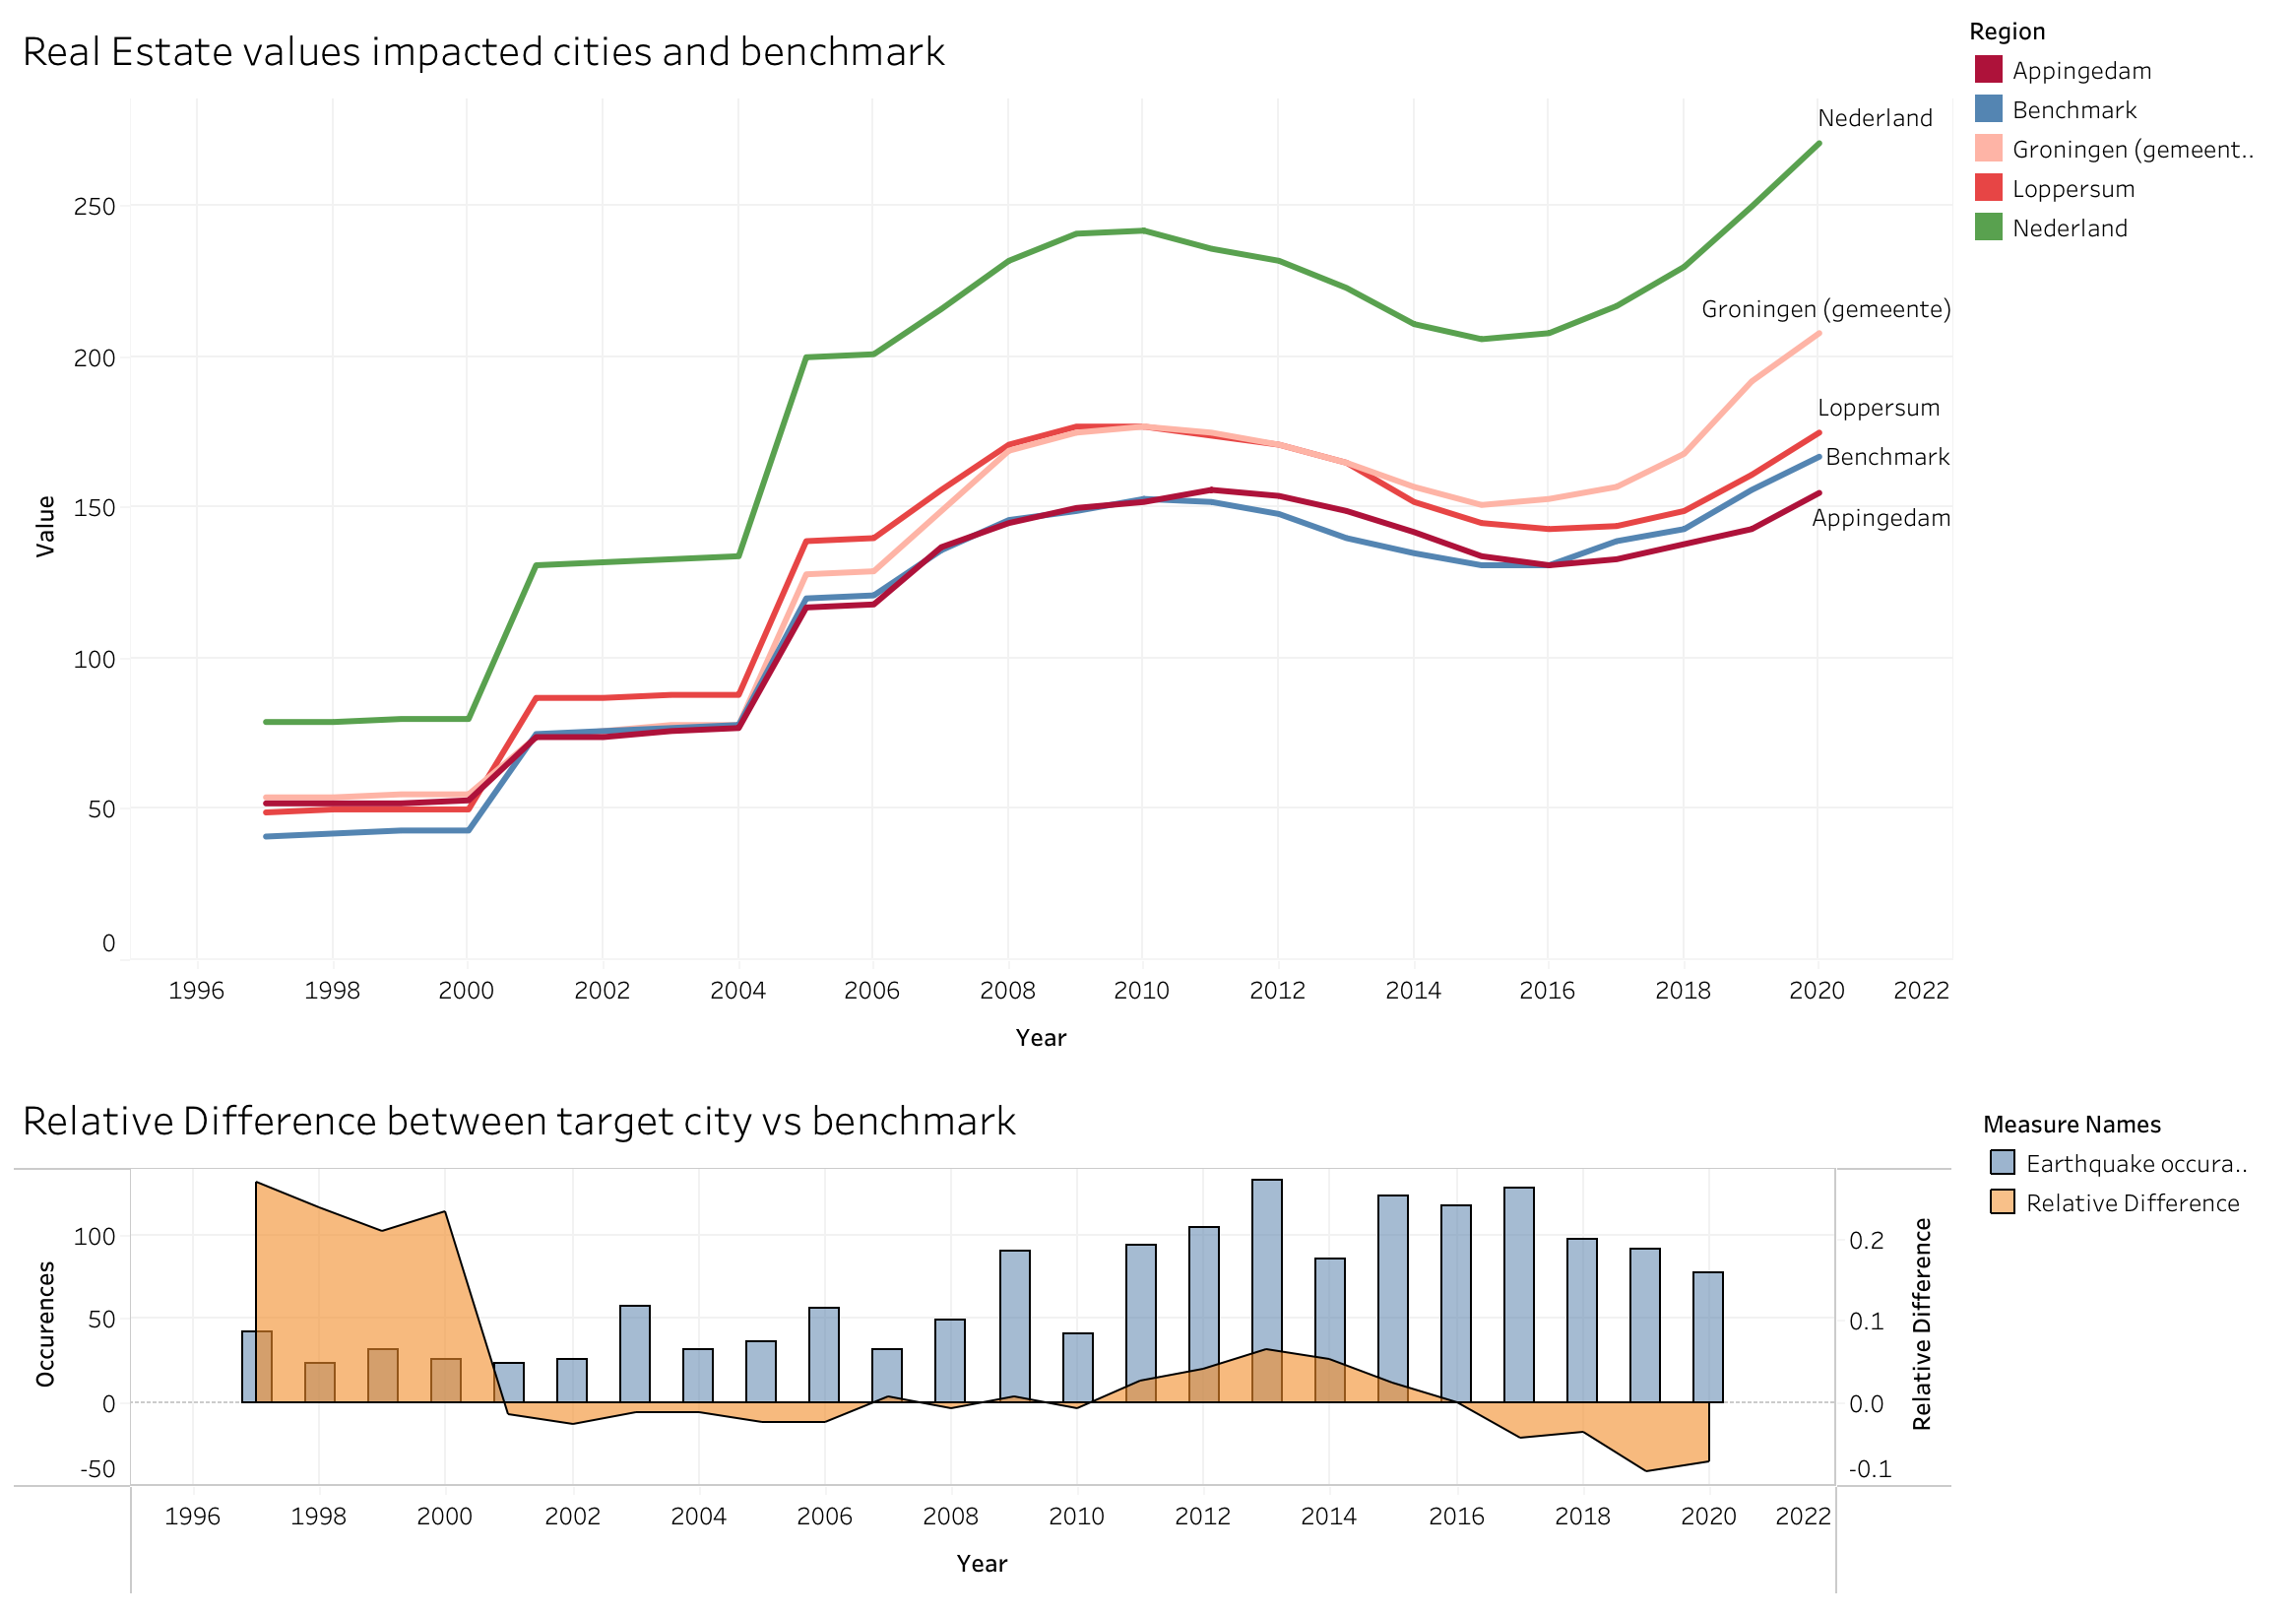 Real Estate values impacted cities and benchmark
Region
Appingedam
Benchmark
Groningen (gemeent..
Loppersum
Nederland
Nederland
250
Groningen (gemeente)
200
Loppersum
Benchmark
150
Appingedam
Value
100
50
0
1996 1998 2000 2002 2004 2006 2008 2010 2012 2014 2016 2018 2020 2022
Year
Relative Difference between target city vs benchmark
Measure Names
Earthquake occura..
Relative Difference
100
50
0
-50
Occurences
0.2
0.1
0.0
-0.1
Relative Difference
1996 1998 2000 2002 2004 2006 2008 2010 2012 2014 2016 2018 2020 2022
Year